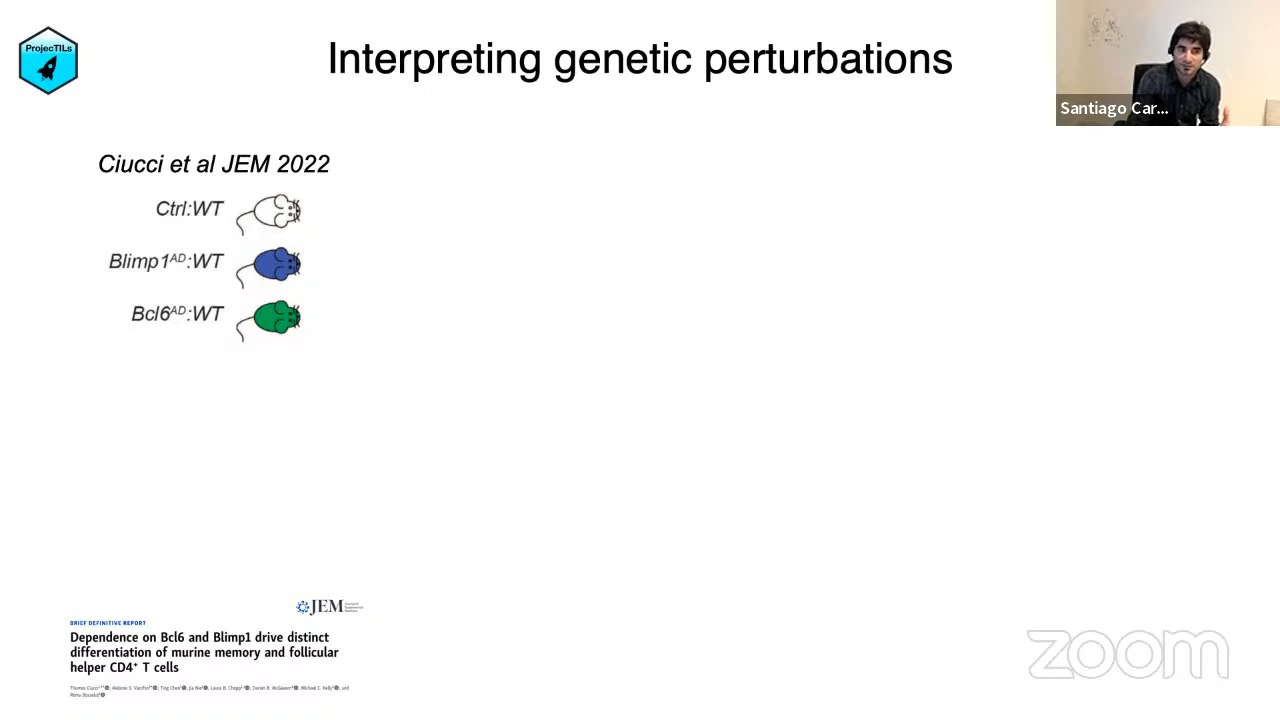 ProjecTILs
Interpreting genetic perturbations
Santiago Car...
Ciucci et al JEM 2022
Ctrl:WT
Blimp1ᴬᴰ:WT
Bcl6ᴬᴰ:WT
JEM
BRIEF DEFINITIVE REPORT
Dependence on Bcl6 and Blimp1 drive distinct
differentiation of murine memory and follicular
helper CD4⁺ T cells
zoom